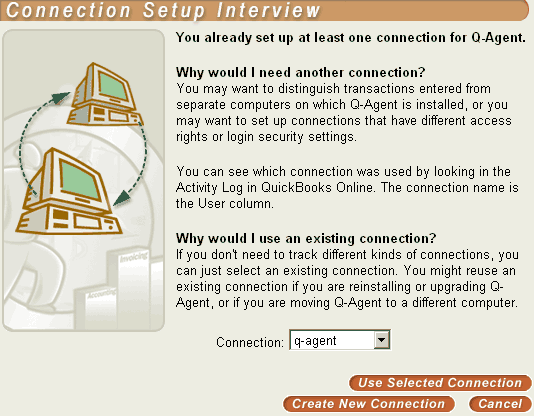 Connection Setup Interview
You already set up at least one connection for Q-Agent.
Why would I need another connection?
You may want to distinguish transactions entered from
separate computers on which Q-Agent is installed, or you
may want to set up connections that have different access
rights or login security settings.
You can see which connection was used by looking in the
Activity Log in QuickBooks Online. The connection name is
the User column.
Why would I use an existing connection?
If you don't need to track different kinds of connections, you
can just select an existing connection. You might reuse an
existing connection if you are reinstalling or upgrading Q-
Agent, or if you are moving Q-Agent to a different computer.
Invoicing
Accounting
Connection: q-agent
Use Selected Connection
Create New Connection Cancel